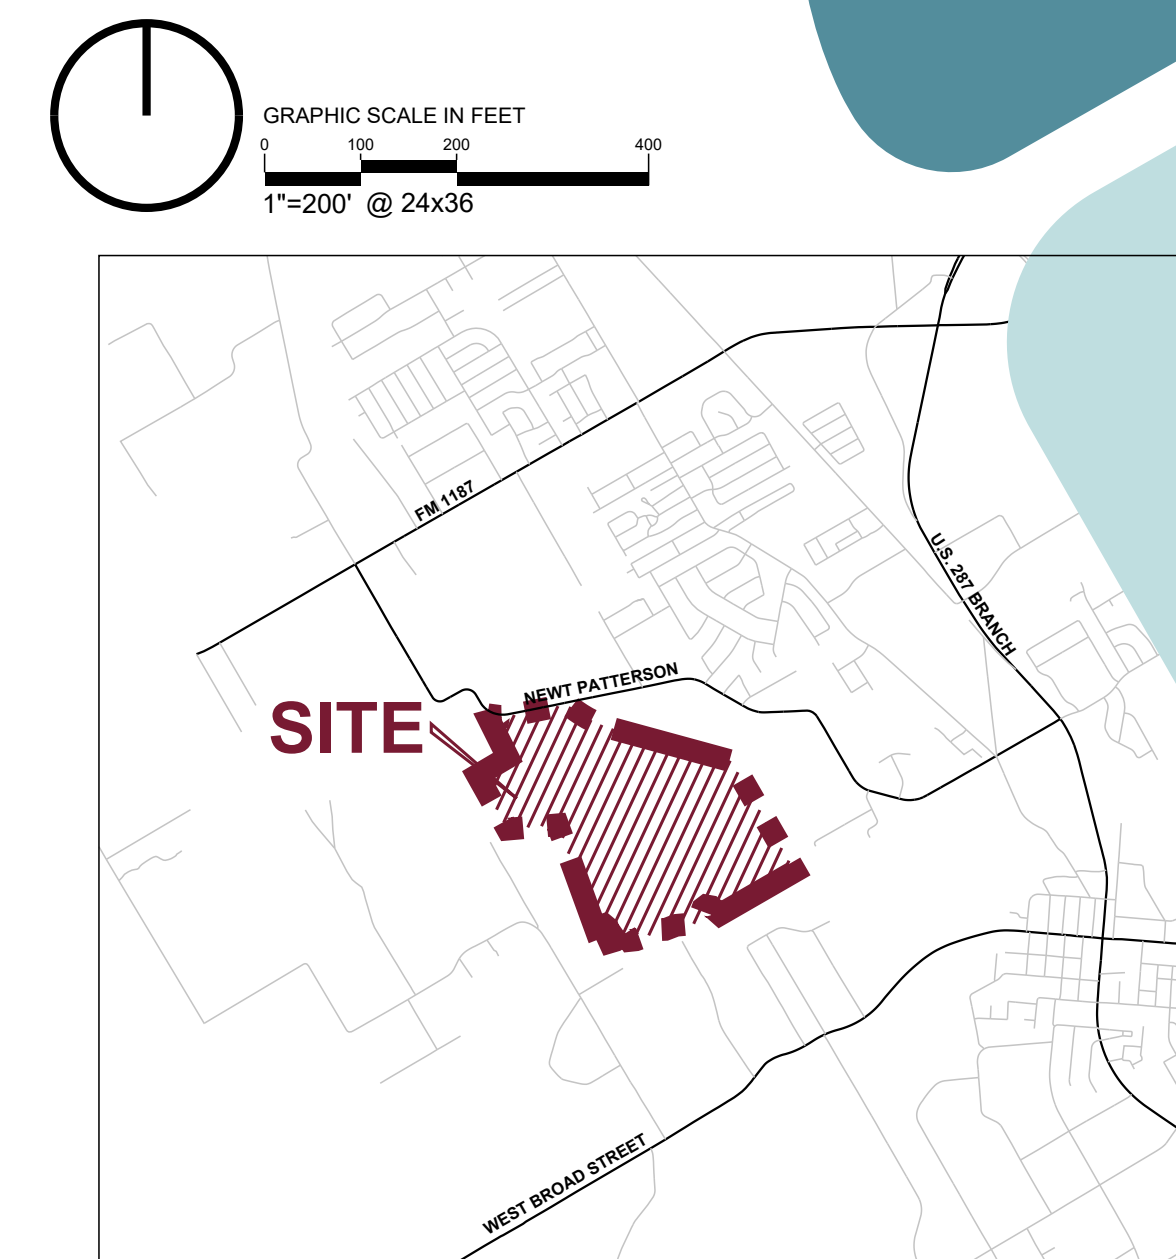 GRAPHIC SCALE IN FEET
0 100 200 400
1"=200' @ 24x36
FM 1187
U.S. 287 BRANCH
NEWT PATTERSON
SITE
WEST BROAD STREET